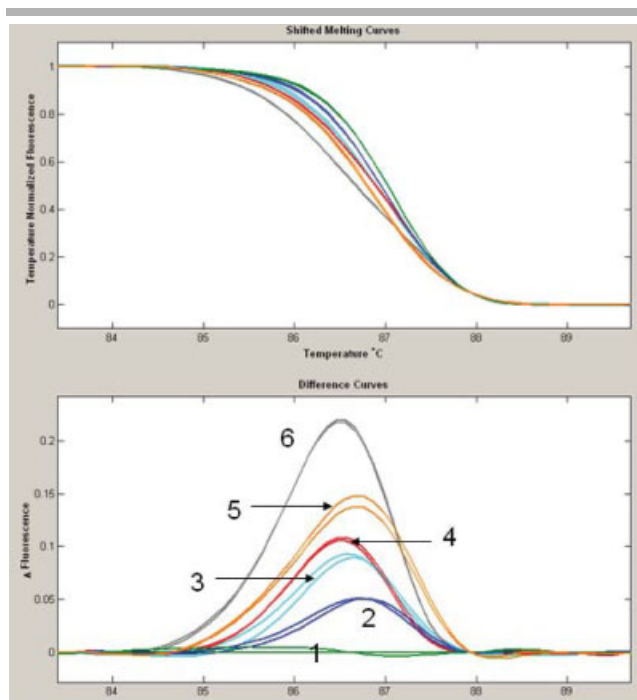 Shifted Melting Curves
1
0.8
0.6
0.4
0.2
0
Temperature Normalized Fluorescence
84 85 86 87 88 89
Temperature °C
Difference Curves
0.2
0.15
0.1
0.05
0
Δ Fluorescence
6
5
4
3
2
1
84 85 86 87 88 89